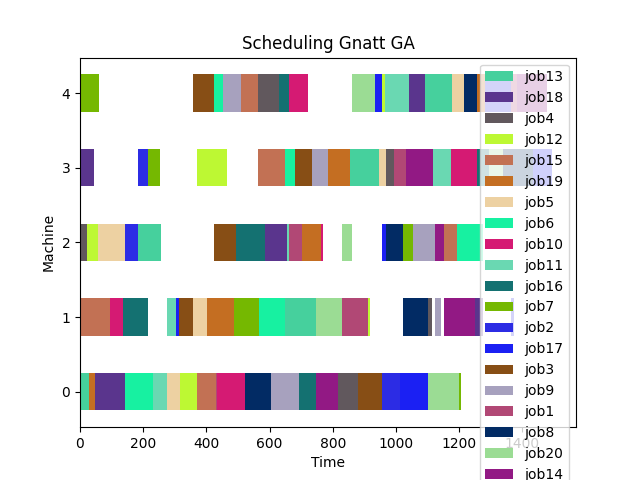 Scheduling Gnatt GA
Machine
4
3
2
1
0
0
200
400
600
800
1000
1200
1400
Time
job13
job18
job4
job12
job15
job19
job5
job6
job10
job11
job16
job7
job2
job17
job3
job9
job1
job8
job20
job14